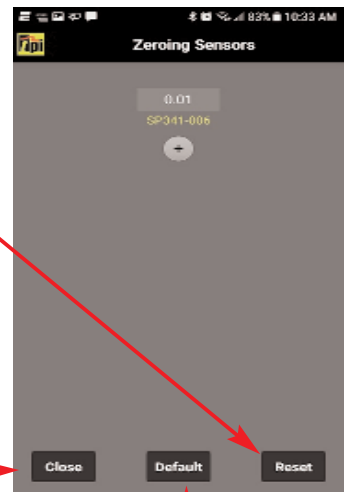 83% 10:33 AM
TPI Zeroing Sensors
0.01
SP341-006
+
Close Default Reset